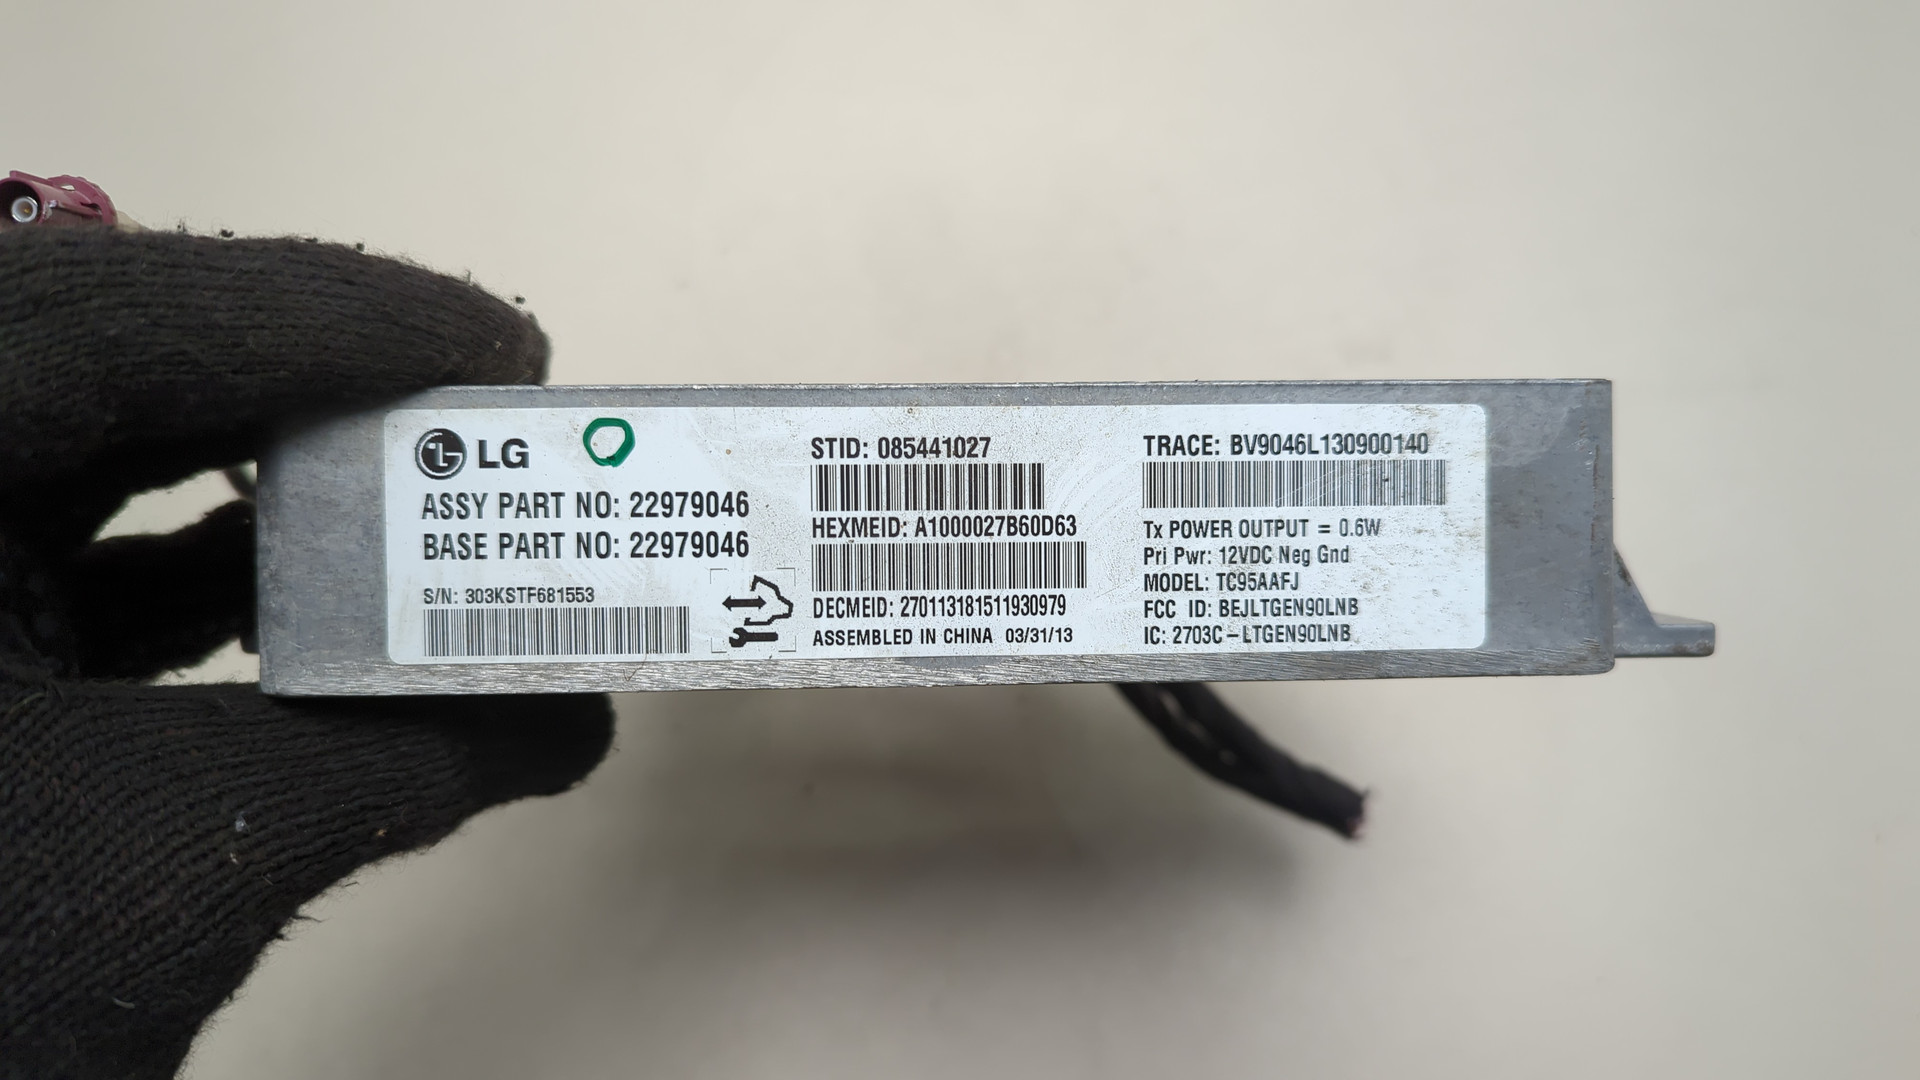 LG
ASSY PART NO: 22979046
BASE PART NO: 22979046
S/N: 303KSTF681553
STID: 085441027
HEXMEID: A1000027B60D63
DECMEID: 270113181511930979
ASSEMBLED IN CHINA 03/31/13
TRACE: BV9046L130900140
Tx POWER OUTPUT = 0.6W
Pri Pwr: 12VDC Neg Gnd
MODEL: TC95AAFJ
FCC ID: BEJLTGEN90LNB
IC: 2703C-LTGEN90LNB